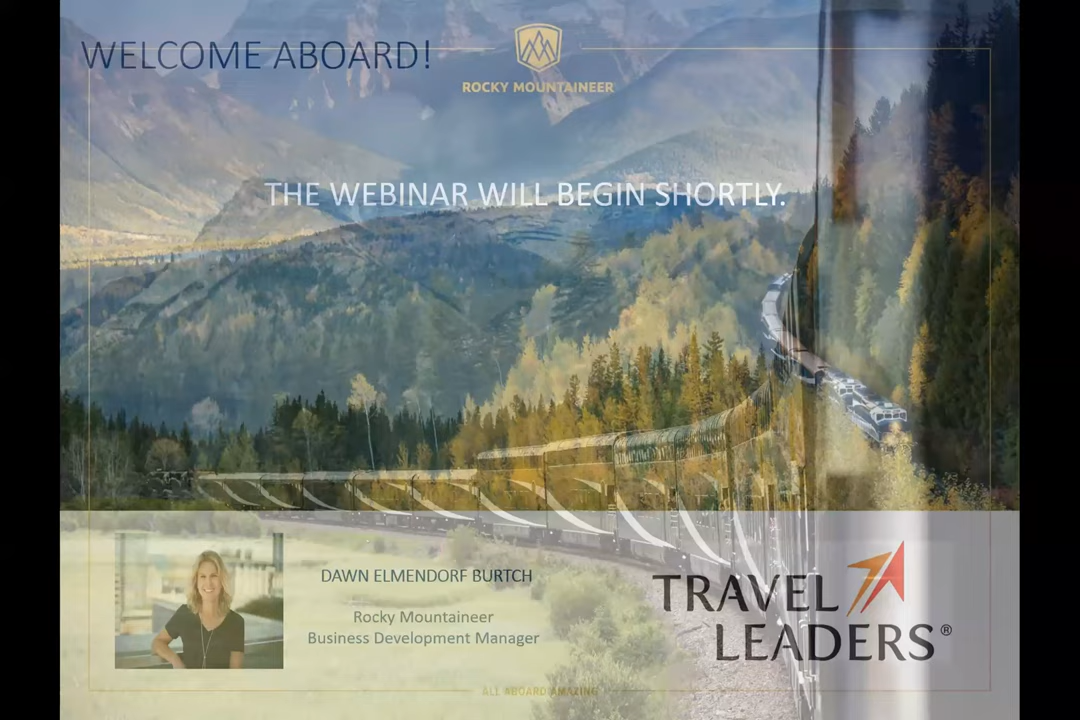 WELCOME ABOARD!
ROCKY MOUNTAINEER
THE WEBINAR WILL BEGIN SHORTLY.
DAWN ELMENDORF BURTCH
Rocky Mountaineer
Business Development Manager
TRAVEL
LEADERS®
ALL ABOARD AMAZING